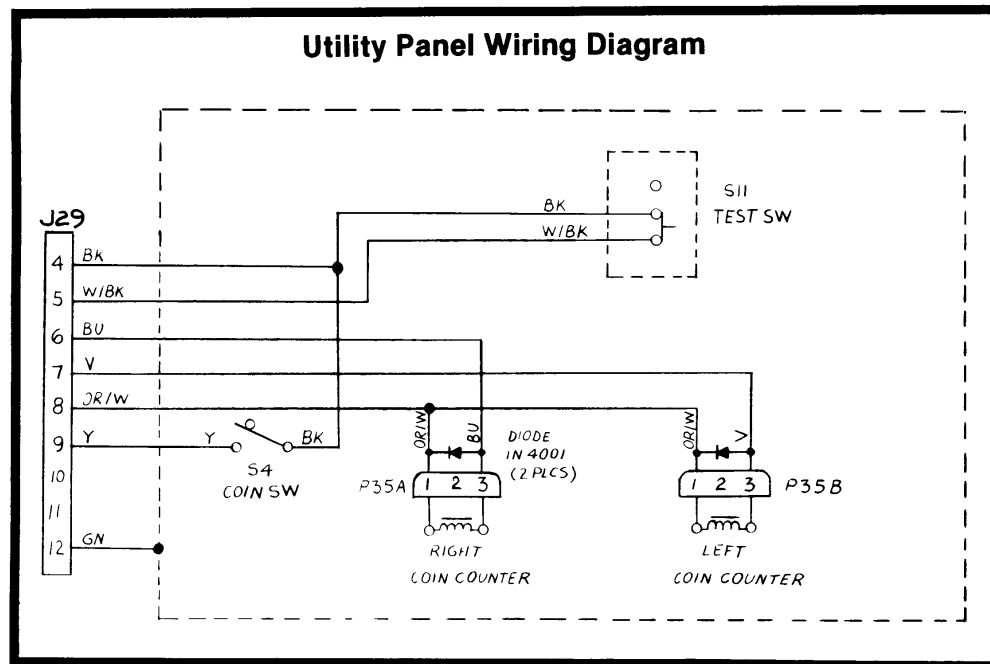 Utility Panel Wiring Diagram
J29
4 BK
5 W/BK
6 BU
7 V
8 OR/W
9 Y
10
11
12 GN
BK
W/BK
S11
TEST SW
Y
BK
S4
COIN SW
OR/W
BU
DIODE
IN 4001
(2 PLCS)
P35A 1 2 3
RIGHT
COIN COUNTER
OR/W
V
1 2 3 P35B
LEFT
COIN COUNTER